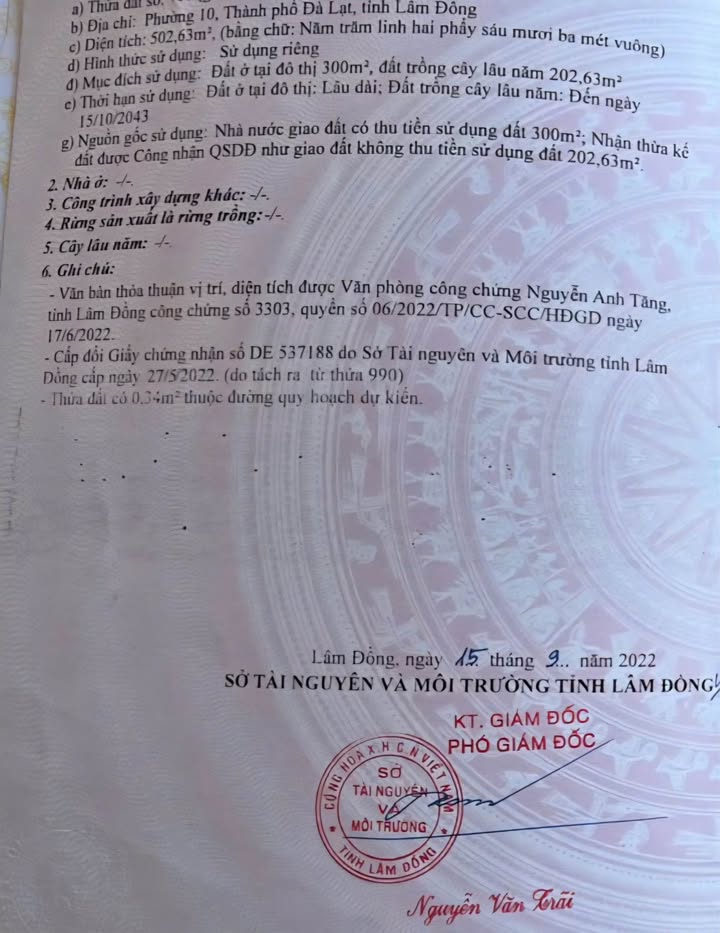 a) Thửa đất số:
b) Địa chỉ: Phường 10, Thành phố Đà Lạt, tỉnh Lâm Đồng
c) Diện tích: 502,63m², (bằng chữ: Năm trăm linh hai phẩy sáu mươi ba mét vuông)
d) Hình thức sử dụng: Sử dụng riêng
đ) Mục đích sử dụng: Đất ở tại đô thị 300m², đất trồng cây lâu năm 202,63m²
e) Thời hạn sử dụng: Đất ở tại đô thị: Lâu dài; Đất trồng cây lâu năm: Đến ngày
15/10/2043
g) Nguồn gốc sử dụng: Nhà nước giao đất có thu tiền sử dụng đất 300m²; Nhận thừa kế
đất được Công nhận QSDĐ như giao đất không thu tiền sử dụng đất 202,63m².
2. Nhà ở: -/-.
3. Công trình xây dựng khác: -/-.
4. Rừng sản xuất là rừng trồng: -/-.
5. Cây lâu năm: -/-.
6. Ghi chú:
- Văn bản thỏa thuận vị trí, diện tích được Văn phòng công chứng Nguyễn Anh Tăng,
tỉnh Lâm Đồng công chứng số 3303, quyển số 06/2022/TP/CC-SCC/HĐGD ngày
17/6/2022.
- Cấp đổi Giấy chứng nhận số DE 537188 do Sở Tài nguyên và Môi trường tỉnh Lâm
Đồng cấp ngày 27/5/2022. (do tách ra từ thửa 990)
- Thửa đất có 0,34m² thuộc đường quy hoạch dự kiến.
Lâm Đồng, ngày 15 tháng 9.. năm 2022
SỞ TÀI NGUYÊN VÀ MÔI TRƯỜNG TỈNH LÂM ĐỒNG
KT. GIÁM ĐỐC
PHÓ GIÁM ĐỐC
CỘNG HOÀ X.H.C.N VIỆT NAM
SỞ
TÀI NGUYÊN
VÀ
MÔI TRƯỜNG
TỈNH LÂM ĐỒNG
Nguyễn Văn Trãi